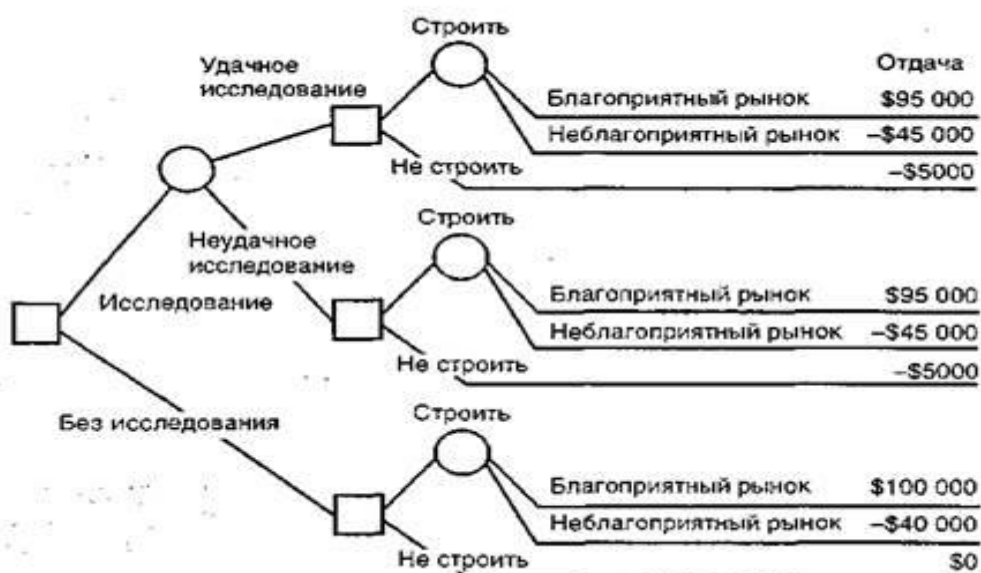 Строить
Отдача
Удачное
исследование
Благоприятный рынок $95 000
Неблагоприятный рынок –$45 000
Не строить –$5000
Строить
Неудачное
исследование
Исследование
Благоприятный рынок $95 000
Неблагоприятный рынок –$45 000
Не строить –$5000
Строить
Без исследования
Благоприятный рынок $100 000
Неблагоприятный рынок –$40 000
Не строить $0